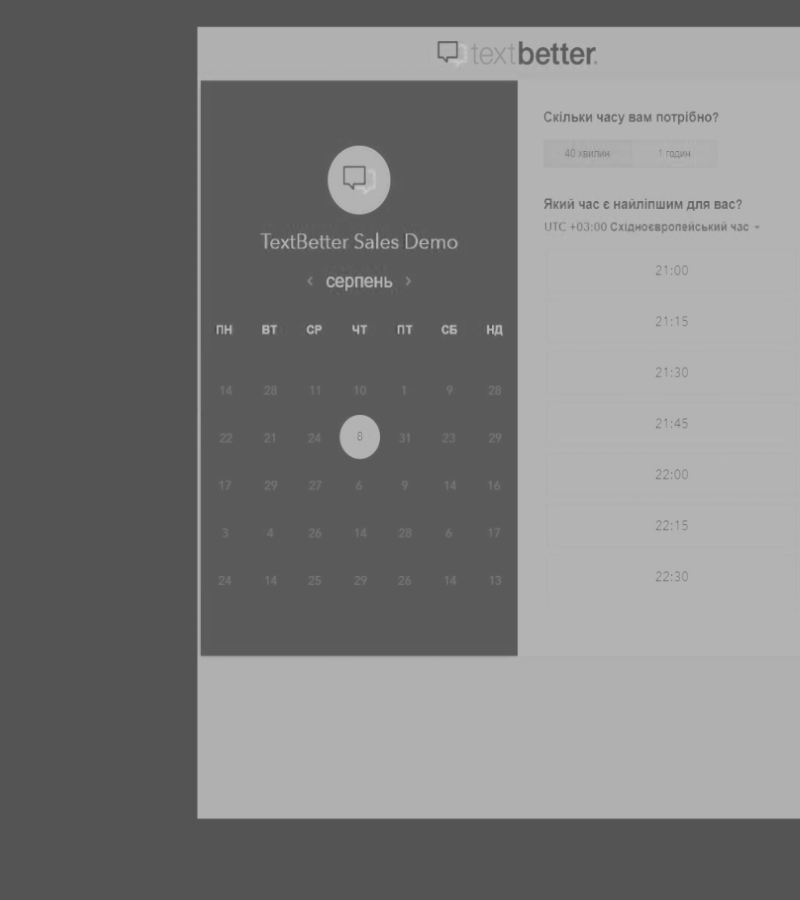 textbetter.
TextBetter Sales Demo
‹ серпень ›
ПН ВТ СР ЧТ ПТ СБ НД
14 28 11 10 1 9 28
22 21 24 8 31 23 29
17 29 27 6 9 14 16
3 4 26 14 28 6 17
24 14 25 29 26 14 13
Скільки часу вам потрібно?
40 хвилин 1 годин
Який час є найліпшим для вас?
UTC +03:00 Східноєвропейський час
21:00
21:15
21:30
21:45
22:00
22:15
22:30